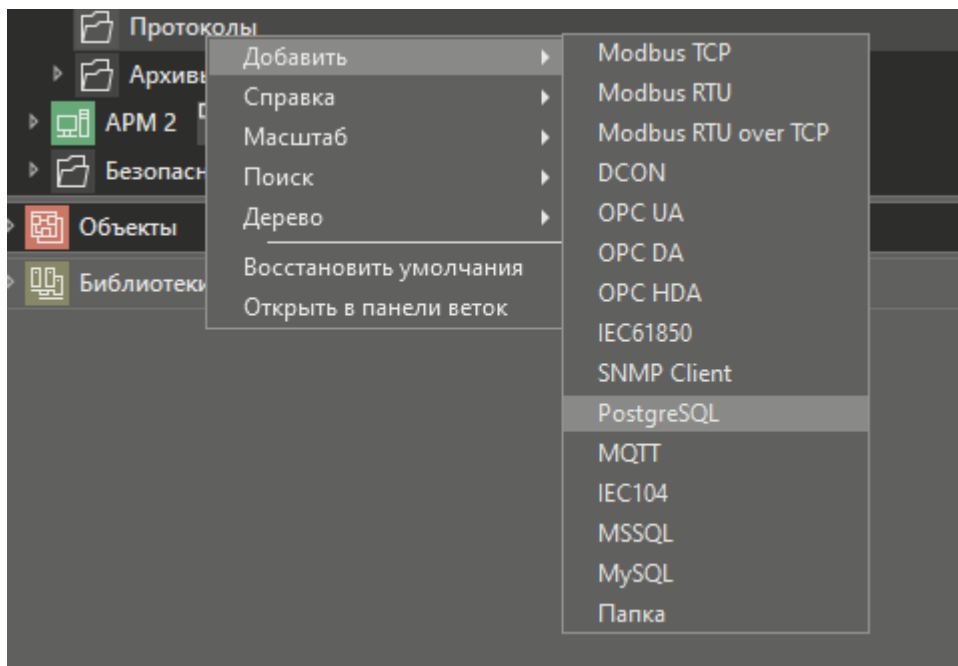 Протоколы
Архивы
АРМ 2
Безопасн
Объекты
Библиотеки
Добавить
Справка
Масштаб
Поиск
Дерево
Восстановить умолчания
Открыть в панели веток
Modbus TCP
Modbus RTU
Modbus RTU over TCP
DCON
OPC UA
OPC DA
OPC HDA
IEC61850
SNMP Client
PostgreSQL
MQTT
IEC104
MSSQL
MySQL
Папка